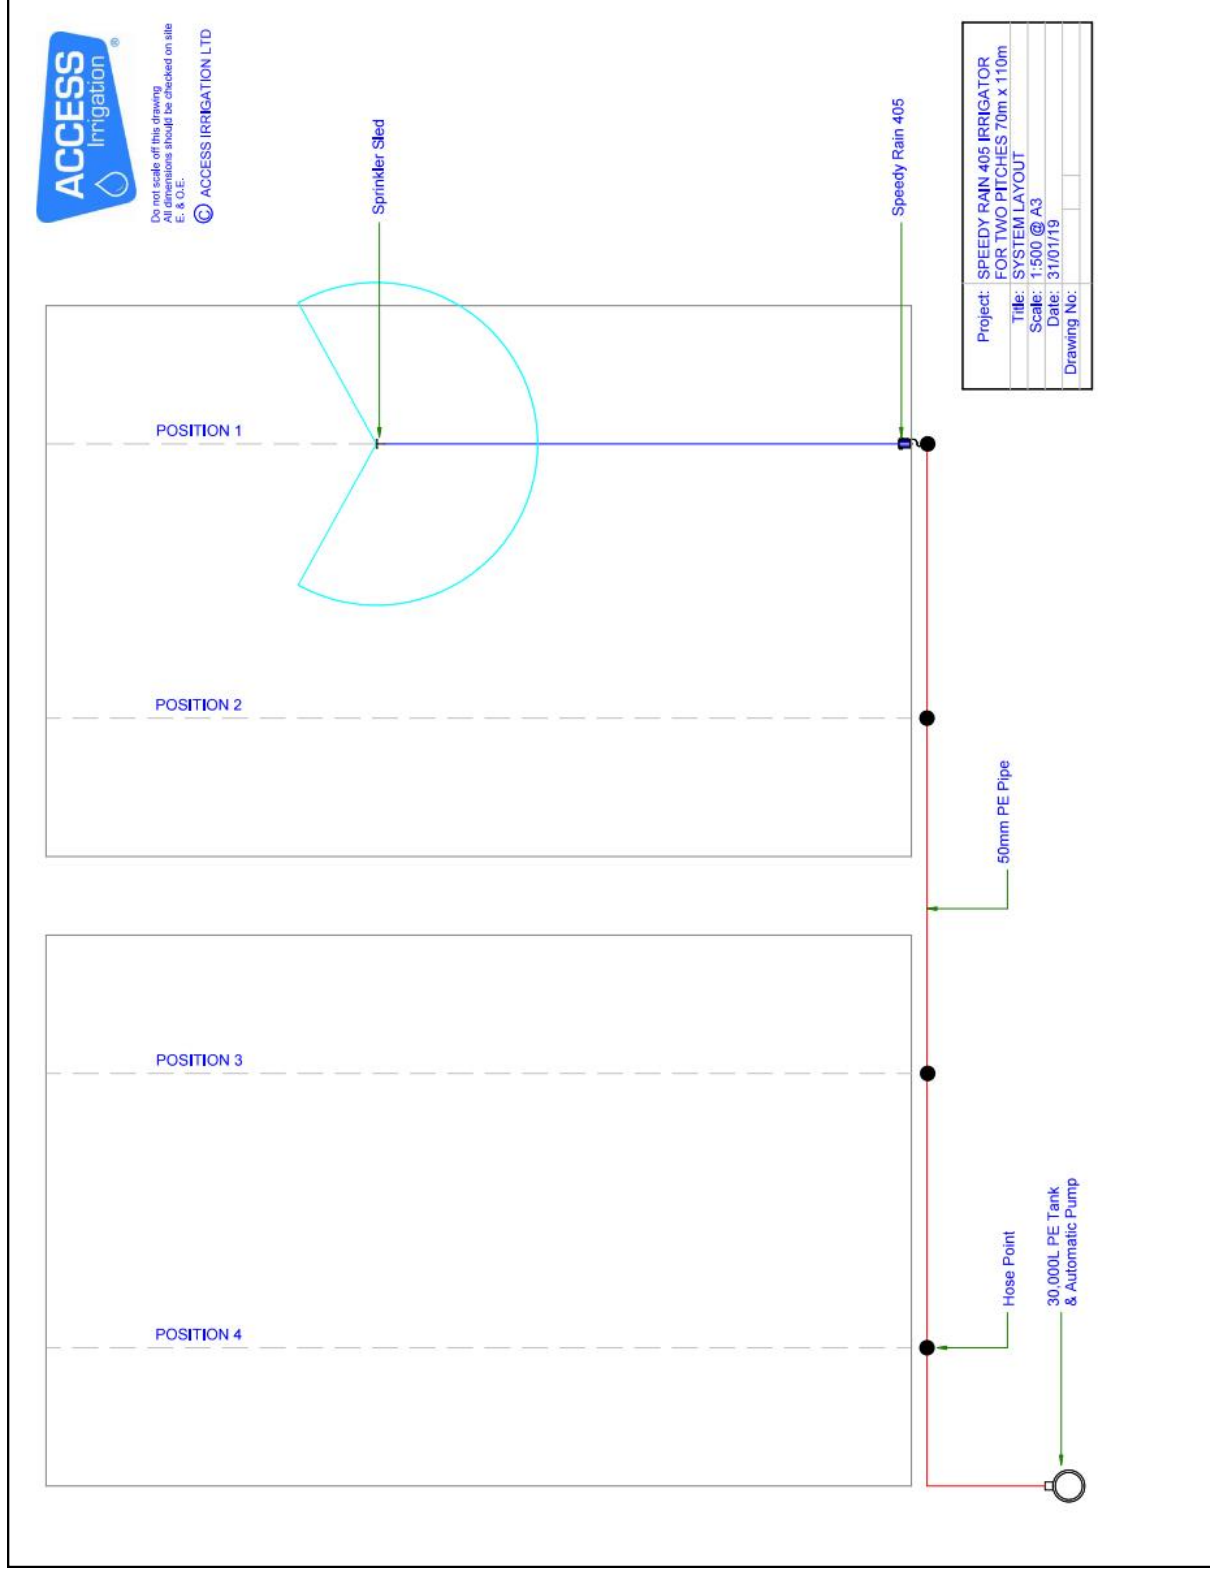 ACCESS
Irrigation
®
Do not scale off this drawing
All dimensions should be checked on site
E. & O.E.
© ACCESS IRRIGATION LTD
Sprinkler Sled
Speedy Rain 405
Project: SPEEDY RAIN 405 IRRIGATOR
FOR TWO PITCHES 70m x 110m
Title: SYSTEM LAYOUT
Scale: 1:500 @ A3
Date: 31/01/19
Drawing No:
POSITION 1
POSITION 2
50mm PE Pipe
POSITION 3
POSITION 4
Hose Point
30,000L PE Tank
& Automatic Pump